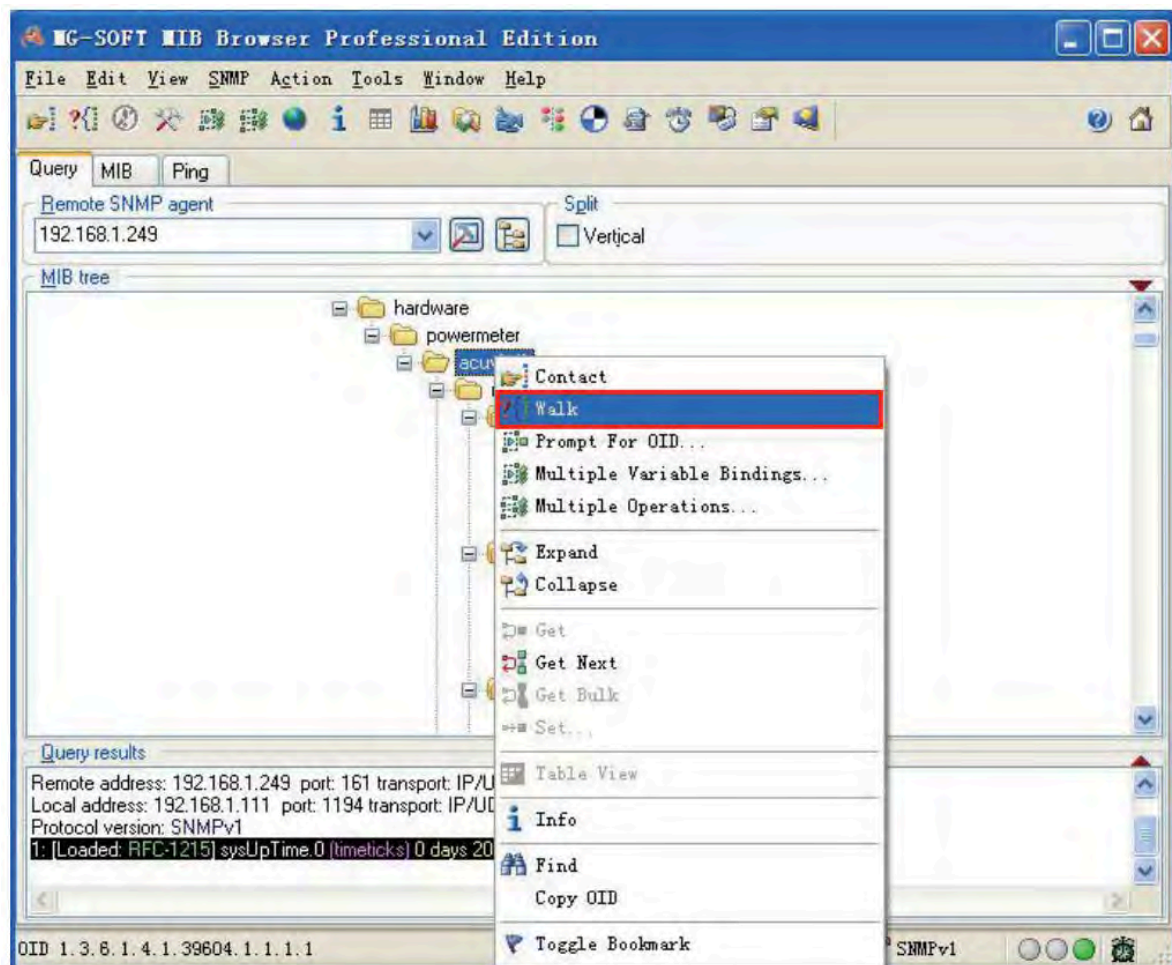 MG-SOFT MIB Browser Professional Edition
File Edit View SNMP Action Tools Window Help
Query MIB Ping
Remote SNMP agent Split
192.168.1.249 Vertical
MIB tree
hardware
powermeter
Contact
Walk
Prompt For OID...
Multiple Variable Bindings...
Multiple Operations...
Expand
Collapse
Get
Get Next
Get Bulk
Set...
Table View
Info
Find
Copy OID
Toggle Bookmark
Query results
Remote address: 192.168.1.249 port: 161 transport: IP/U
Local address: 192.168.1.111 port: 1194 transport: IP/UD
Protocol version: SNMPv1
1: [Loaded: RFC-1215] sysUpTime.0 (timeticks) 0 days 20
OID 1.3.6.1.4.1.39604.1.1.1.1 SNMPv1